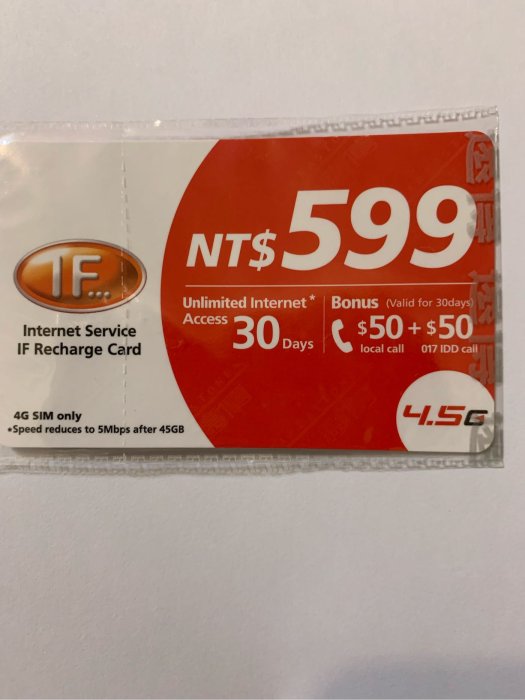 NT$599
IF...
Internet Service
IF Recharge Card
Unlimited Internet*
Access 30 Days
Bonus (Valid for 30days)
$50 + $50
local call 017 IDD call
4G SIM only
*Speed reduces to 5Mbps after 45GB
4.5G